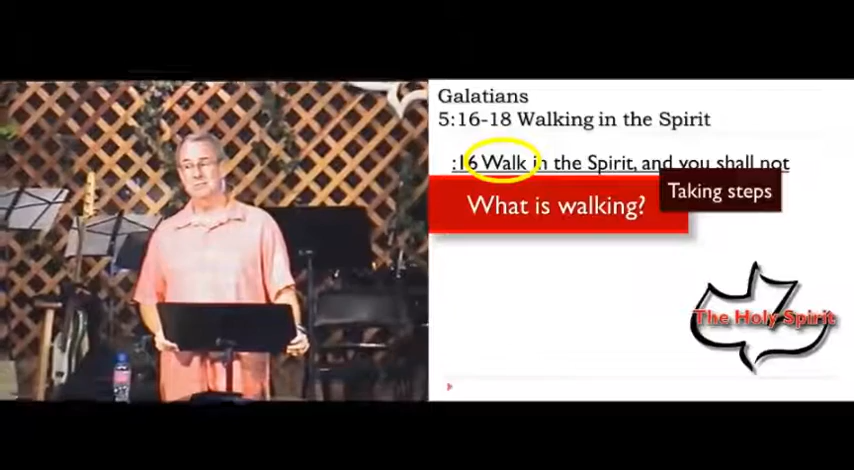 Galatians
5:16-18 Walking in the Spirit
:16 Walk in the Spirit, and you shall not
What is walking?
Taking steps
The Holy Spirit